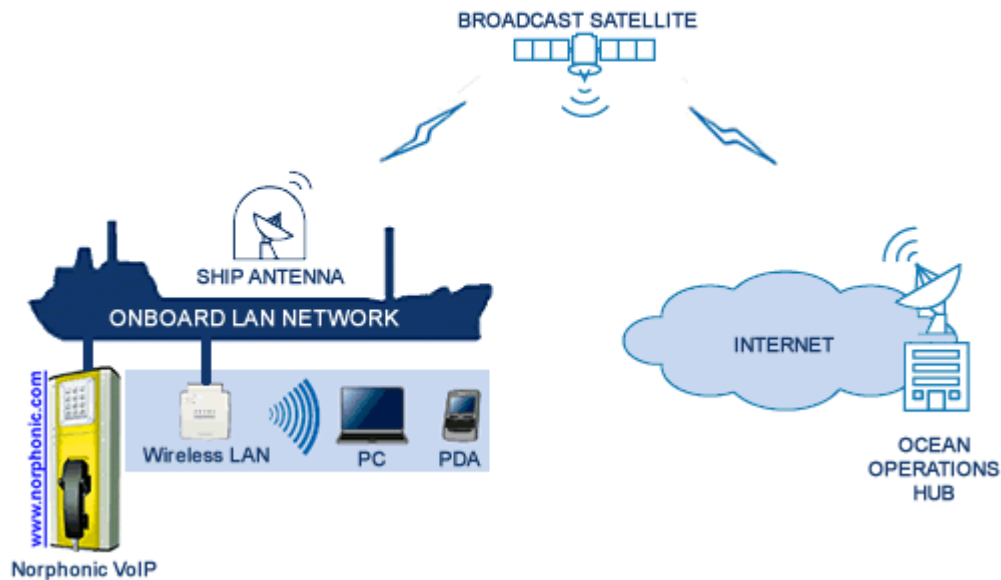 BROADCAST SATELLITE
SHIP ANTENNA
ONBOARD LAN NETWORK
INTERNET
www.norphonic.com
Wireless LAN
PC
PDA
OCEAN
OPERATIONS
HUB
Norphonic VoIP